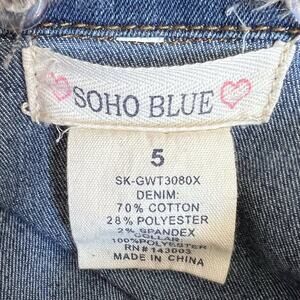 SOHO BLUE
5
SK-GWT3080X
DENIM:
70% COTTON
28% POLYESTER
2% SPANDEX
COLLAR:
100%POLYESTER
RN#143003
MADE IN CHINA